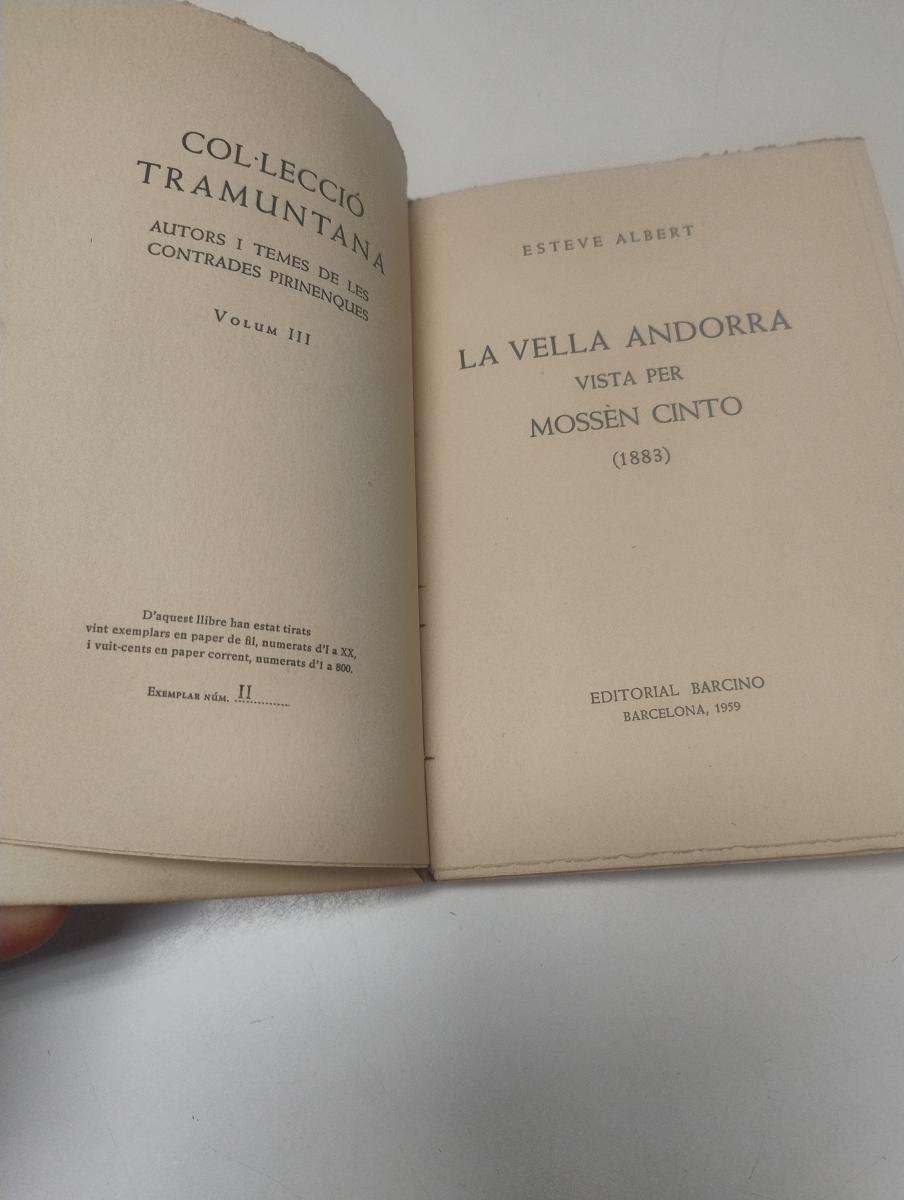 COL·LECCIÓ
TRAMUNTANA
AUTORS I TEMES DE LES
CONTRADES PIRINENQUES
VOLUM III
D'aquest llibre han estat tirats
vint exemplars en paper de fil, numerats d'I a XX,
i vuit-cents en paper corrent, numerats d'1 a 800.
EXEMPLAR NÚM. II
ESTEVE ALBERT
LA VELLA ANDORRA
VISTA PER
MOSSÈN CINTO
(1883)
EDITORIAL BARCINO
BARCELONA, 1959